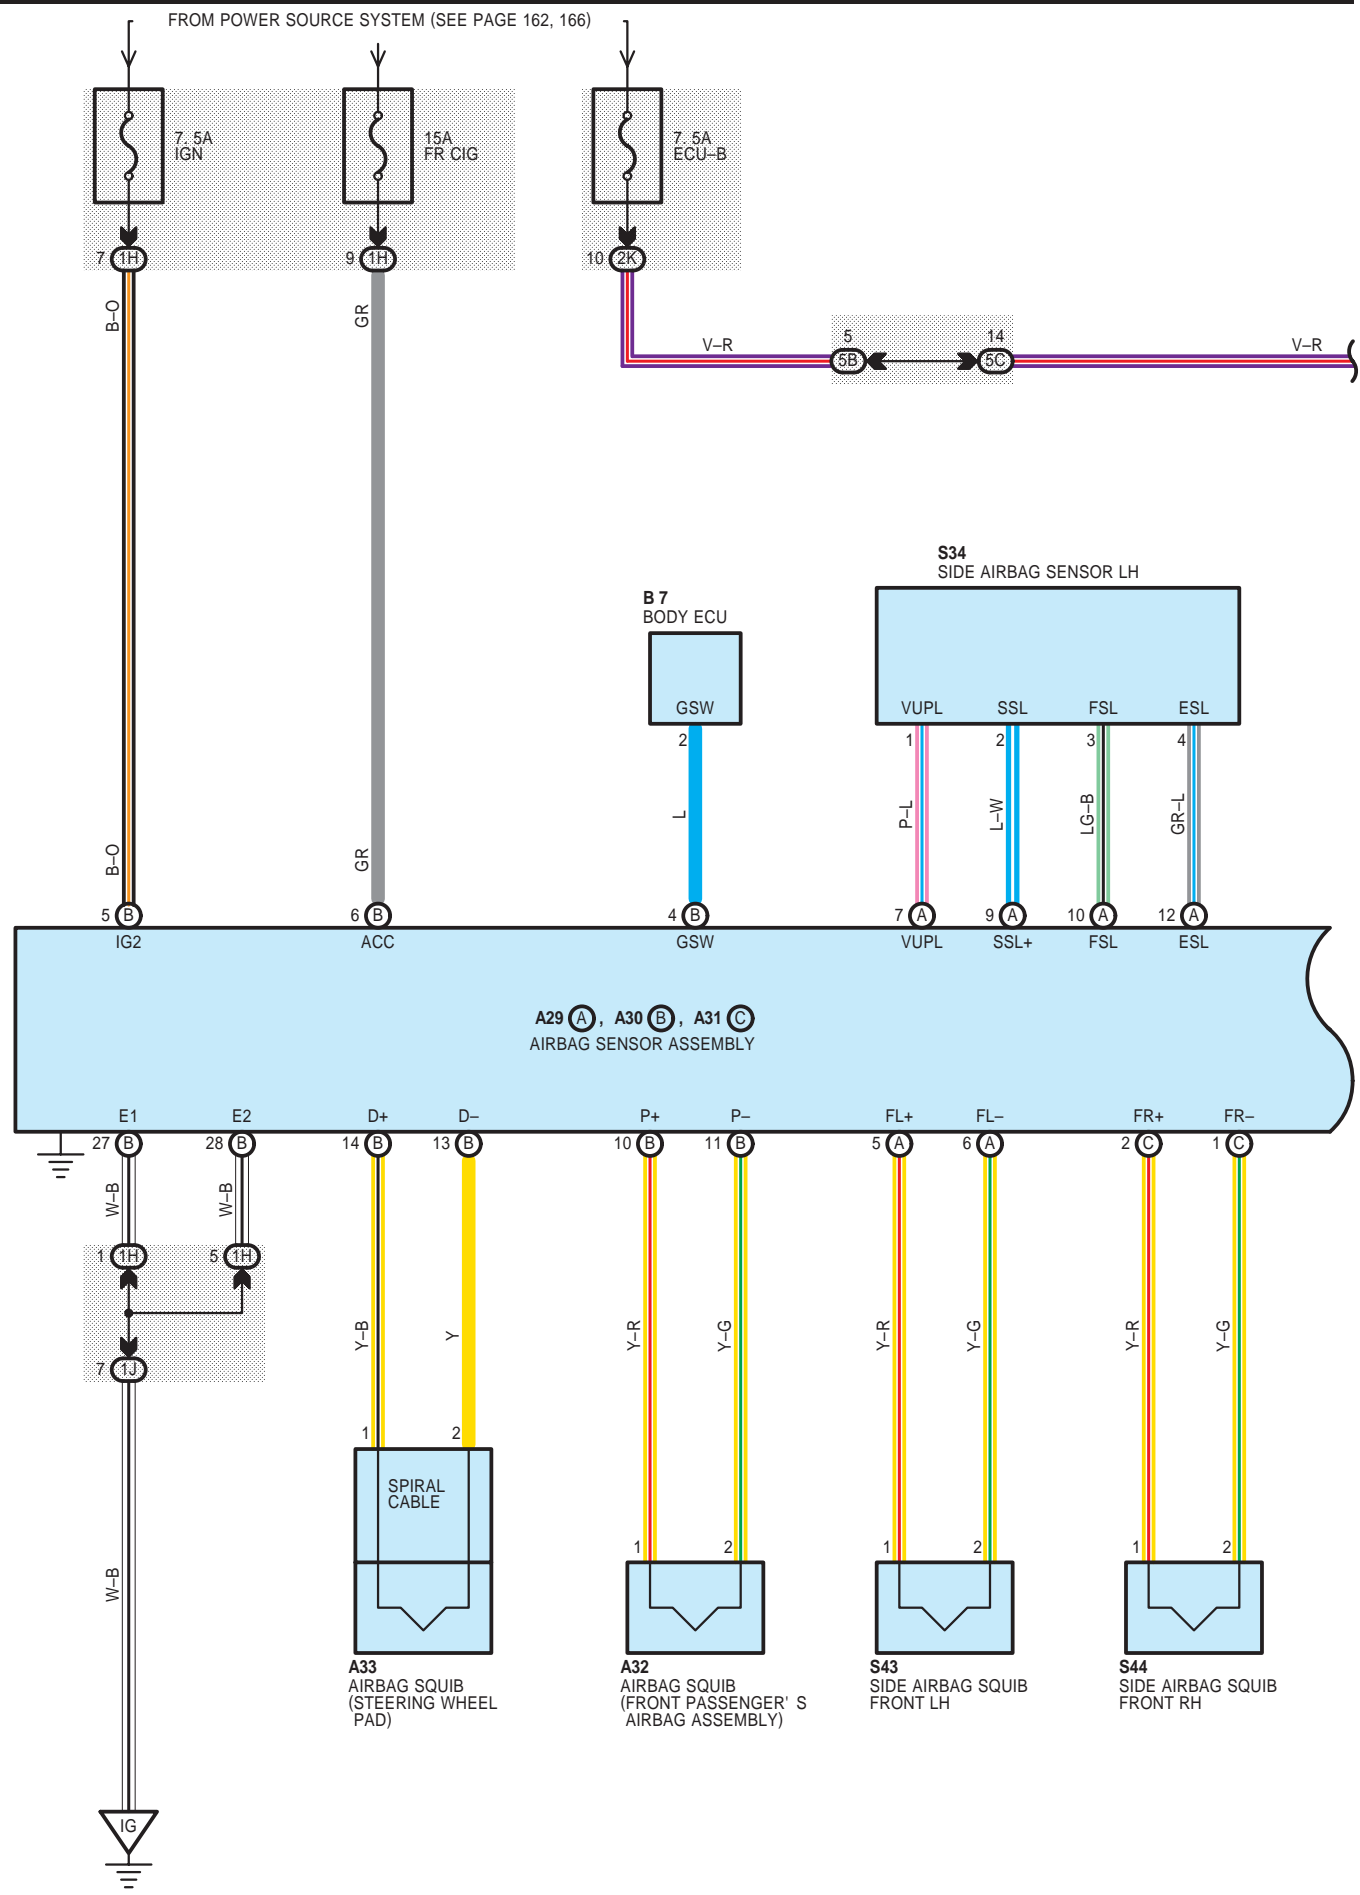 FROM POWER SOURCE SYSTEM (SEE PAGE 162, 166)
7. 5A
IGN
15A
FR CIG
7. 5A
ECU–B
7 1H
9 1H
10 2K
B–O
GR
V–R
5
5B
14
5C
V–R
S34
SIDE AIRBAG SENSOR LH
B 7
BODY ECU
GSW
VUPL
SSL
FSL
ESL
2
1
2
3
4
L
P–L
L–W
LG–B
GR–L
B–O
GR
5 B
6 B
4 B
7 A
9 A
10 A
12 A
IG2
ACC
GSW
VUPL
SSL+
FSL
ESL
A29 A , A30 B , A31 C
AIRBAG SENSOR ASSEMBLY
E1
E2
D+
D–
P+
P–
FL+
FL–
FR+
FR–
27 B
28 B
14 B
13 B
10 B
11 B
5 A
6 A
2 C
1 C
W–B
W–B
1 1H
5 1H
7 1J
Y–B
Y
Y–R
Y–G
Y–R
Y–G
Y–R
Y–G
1
2
SPIRAL
CABLE
1
2
1
2
1
2
W–B
A33
AIRBAG SQUIB
(STEERING WHEEL
PAD)
A32
AIRBAG SQUIB
(FRONT PASSENGER' S
AIRBAG ASSEMBLY)
S43
SIDE AIRBAG SQUIB
FRONT LH
S44
SIDE AIRBAG SQUIB
FRONT RH
IG